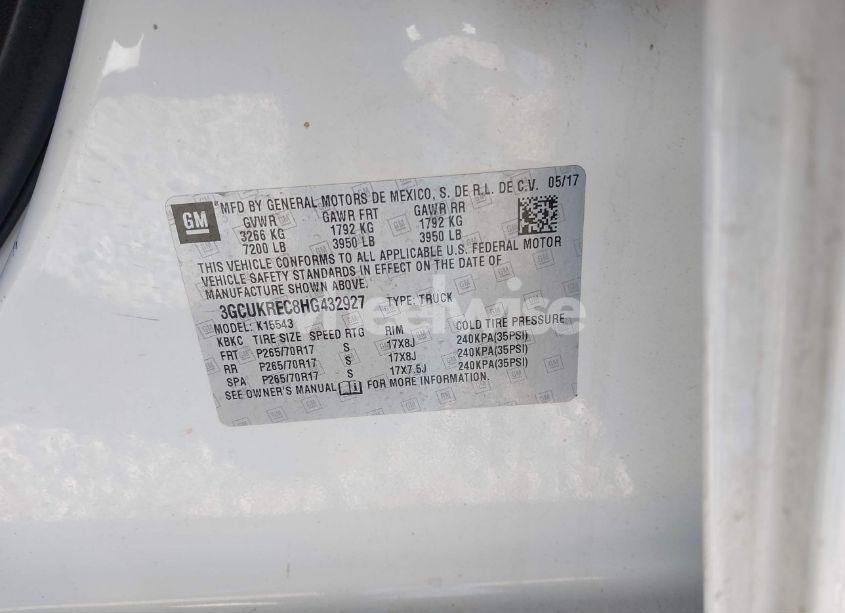 GM
MFD BY GENERAL MOTORS DE MEXICO, S. DE R.L. DE C.V. 05/17
GVWR GAWR FRT GAWR RR
3266 KG 1792 KG 1792 KG
7200 LB 3950 LB 3950 LB
THIS VEHICLE CONFORMS TO ALL APPLICABLE U.S. FEDERAL MOTOR
VEHICLE SAFETY STANDARDS IN EFFECT ON THE DATE OF
MANUFACTURE SHOWN ABOVE.
3GCUKREC8HG432927 TYPE: TRUCK
MODEL: K15543
KBKC TIRE SIZE SPEED RTG RIM COLD TIRE PRESSURE
FRT P265/70R17 S 17X8J 240KPA(35PSI)
RR P265/70R17 S 17X8J 240KPA(35PSI)
SPA P265/70R17 S 17X7.5J 240KPA(35PSI)
SEE OWNER'S MANUAL FOR MORE INFORMATION.